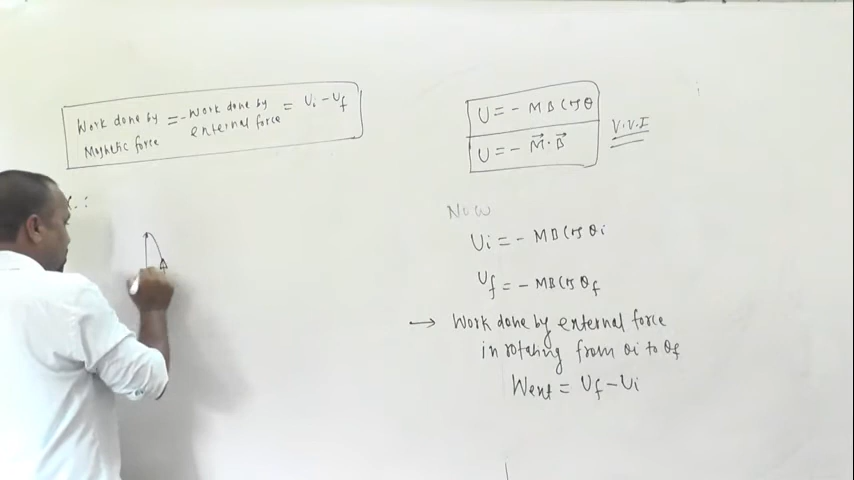 Work done by = - Work done by = Ui - Uf
Magnetic force external force
U = - MB cos θ
U = - M⃗ · B⃗
V.V.I
Now
Ui = - MB cos θi
Uf = - MB cos θf
→ Work done by external force
in rotating from θi to θf
Wext = Uf - Ui